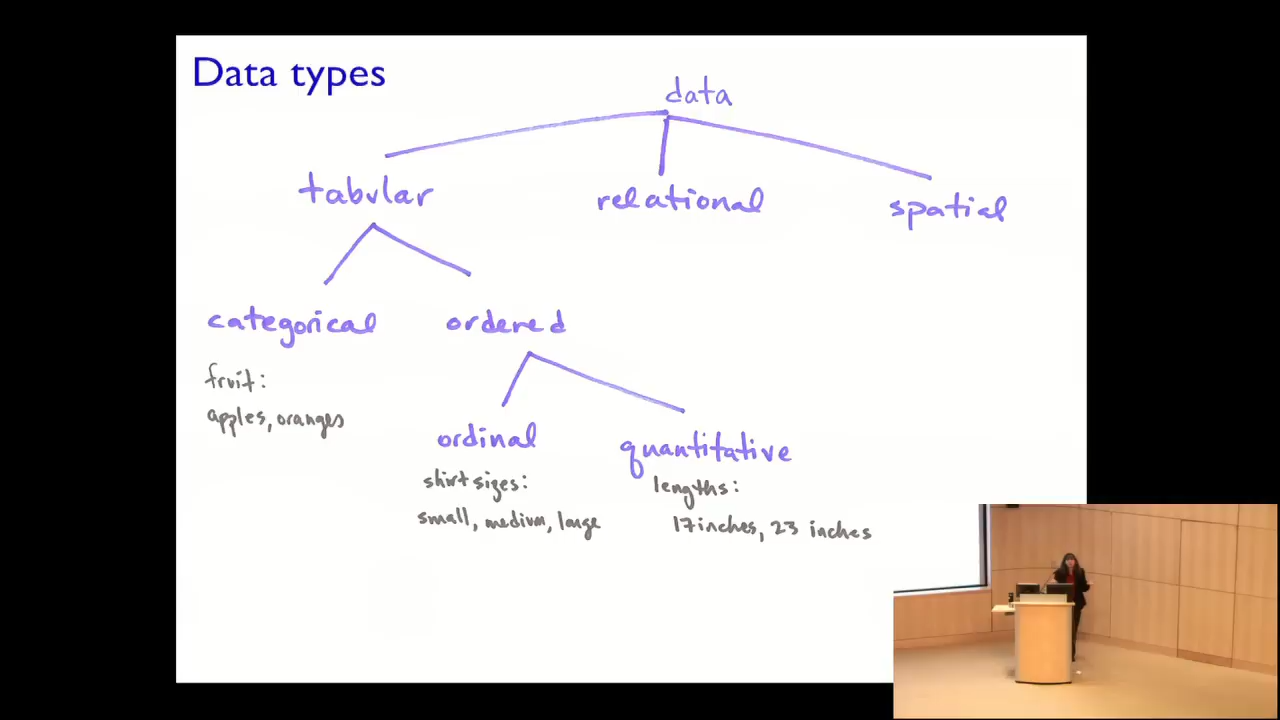 Data types
data
tabular
relational
spatial
categorical
ordered
fruit:
apples, oranges
ordinal
quantitative
shirt sizes:
small, medium, large
lengths:
17 inches, 23 inches